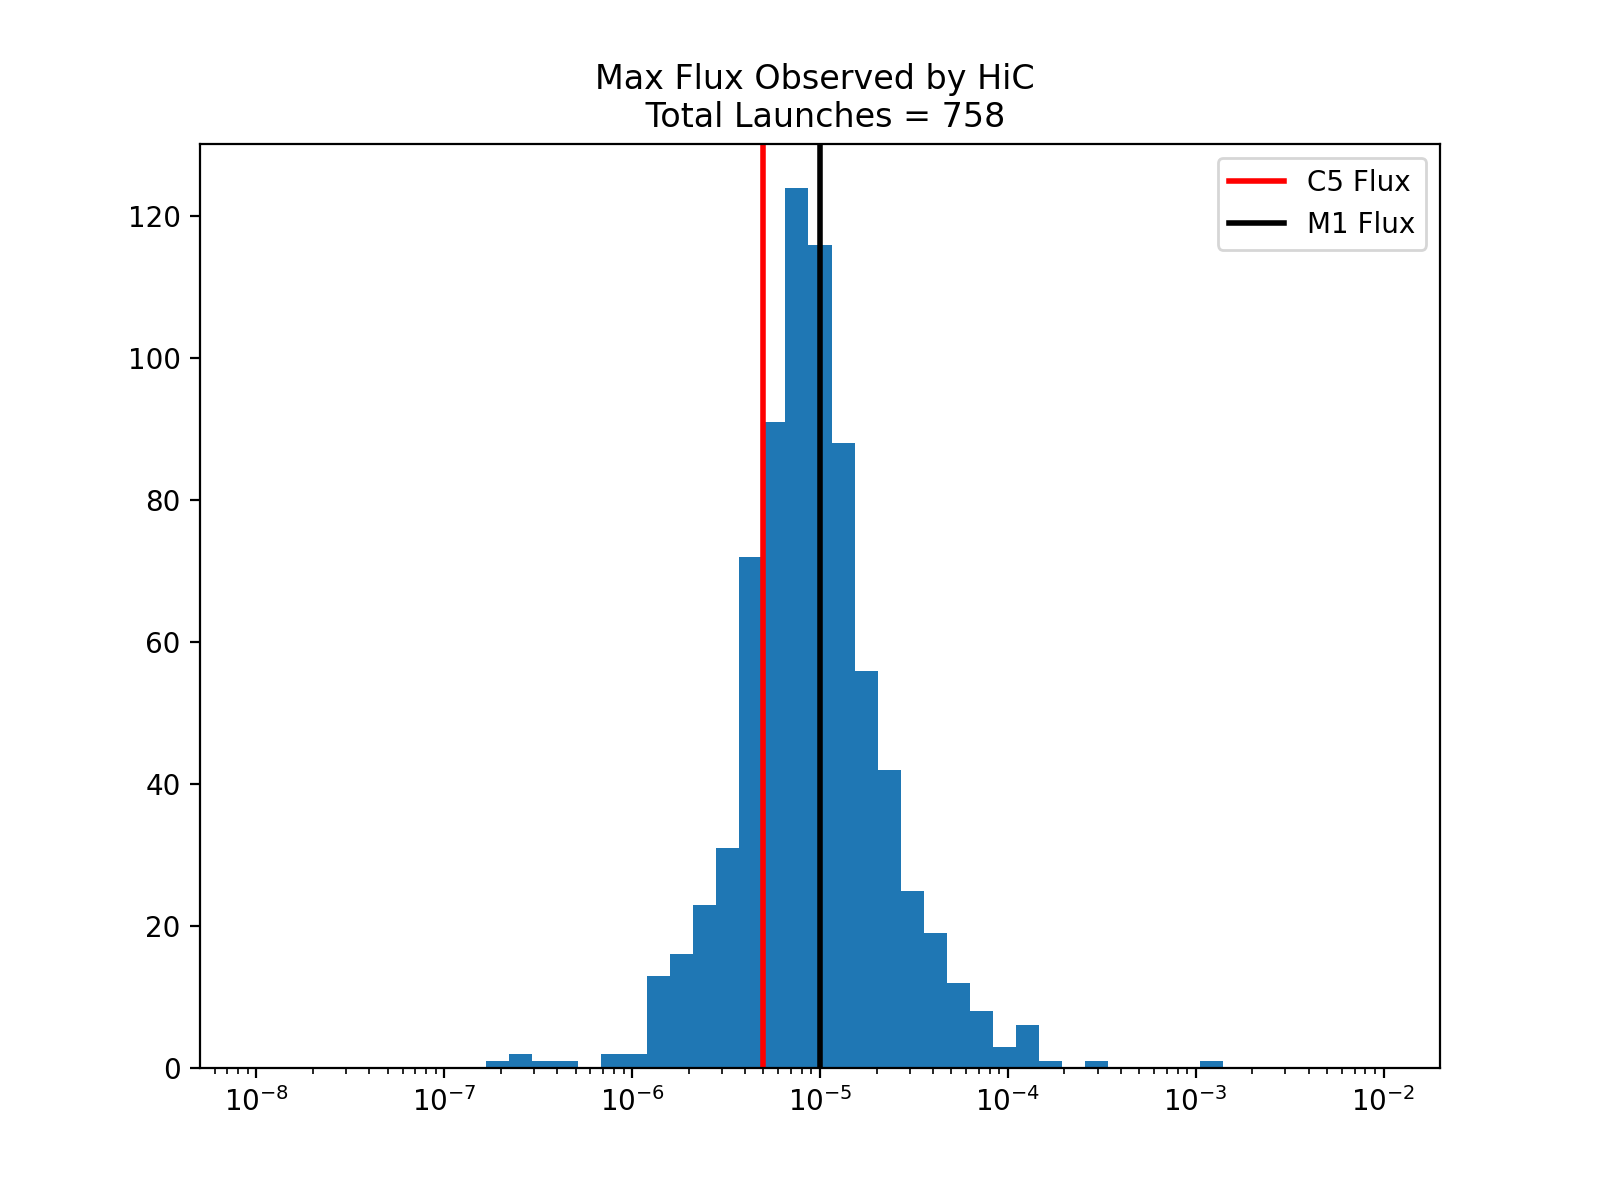 Max Flux Observed by HiC
Total Launches = 758
C5 Flux
M1 Flux
120
100
80
60
40
20
0
10⁻⁸ 10⁻⁷ 10⁻⁶ 10⁻⁵ 10⁻⁴ 10⁻³ 10⁻²